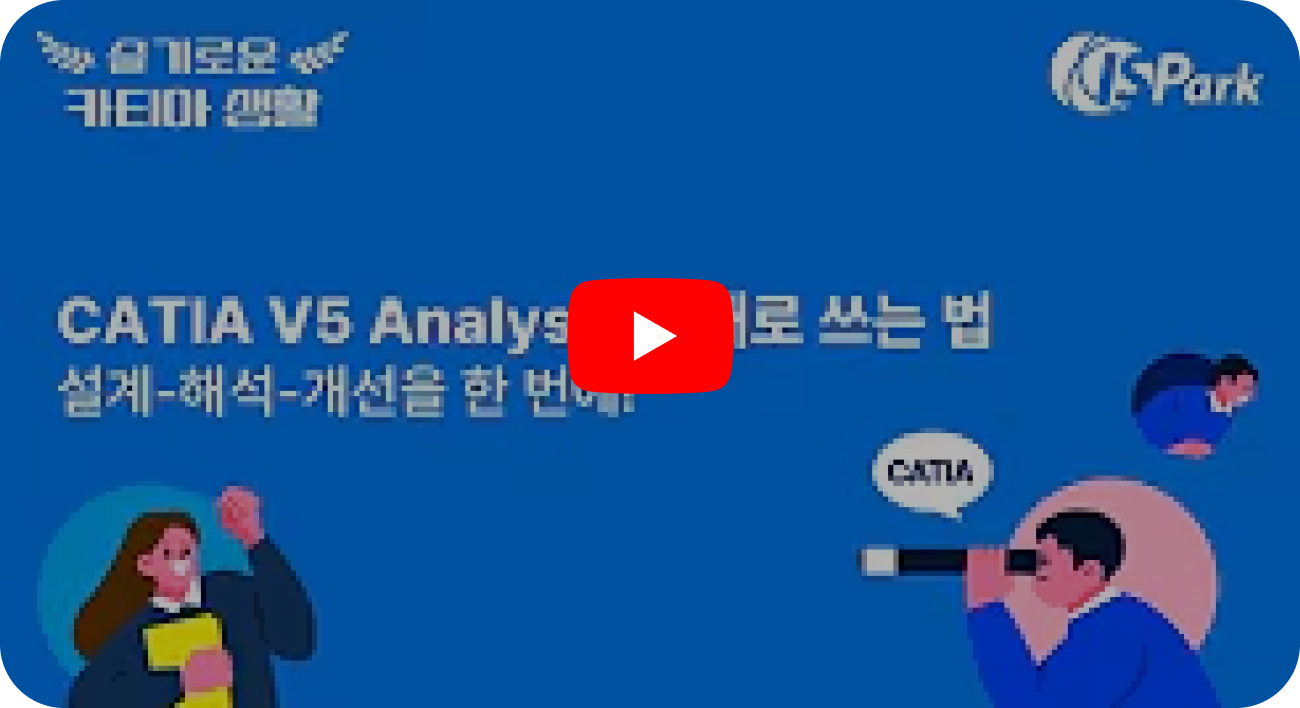 슬기로운
카티아 생활
Park
CATIA V5 Analys 로 쓰는 법
설계-해석-개선을 한 번에!
CATIA